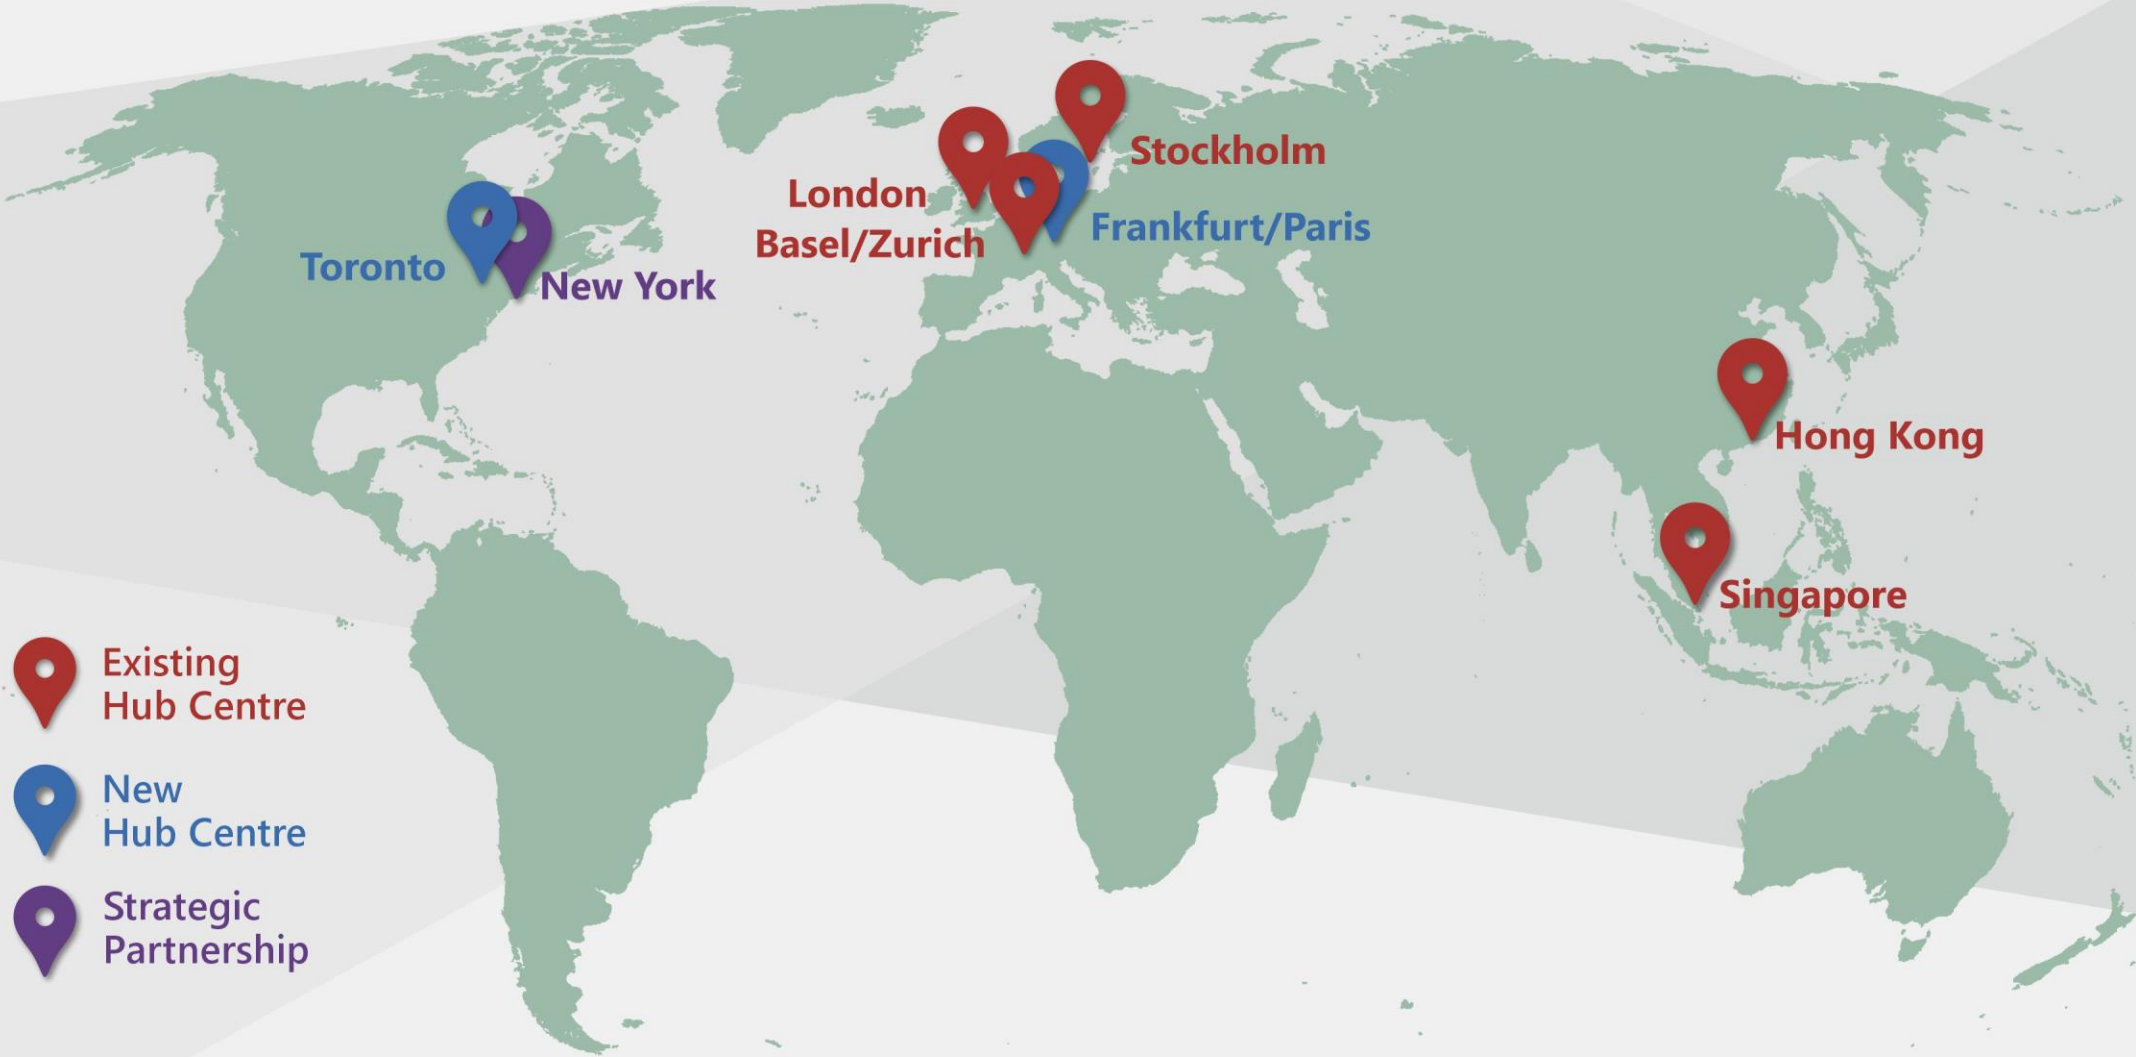 Stockholm
London
Frankfurt/Paris
Basel/Zurich
Toronto
New York
Hong Kong
Singapore
Existing
Hub Centre
New
Hub Centre
Strategic
Partnership